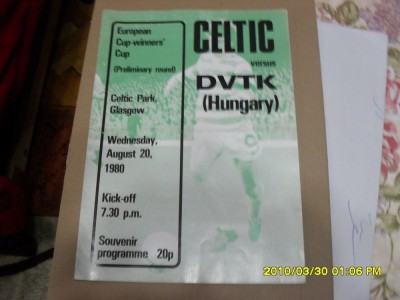 European
Cup-winners'
Cup
(Preliminary round)
Celtic Park,
Glasgow
Wednesday,
August 20,
1980
Kick-off
7.30 p.m.
Souvenir
programme 20p
CELTIC
versus
DVTK
(Hungary)
2010/03/30 01:06 PM